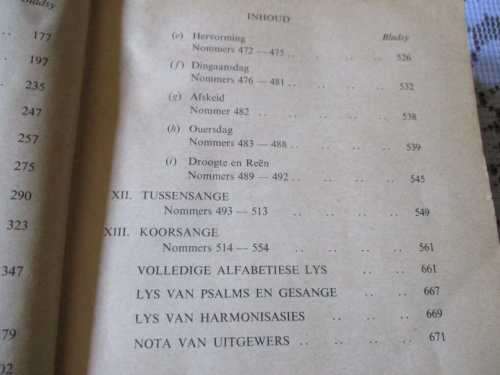 Bladsy
177
197
235
247
257
275
290
323
347
INHOUD
Bladsy
(e) Hervorming
Nommers 472 — 475 .. .. .. 526
(f) Dingaansdag
Nommers 476 — 481 .. .. .. 532
(g) Afskeid
Nommer 482 .. .. .. 538
(h) Ouersdag
Nommers 483 — 488 .. .. .. 539
(i) Droogte en Reën
Nommers 489 — 492 .. .. .. 545
XII. TUSSENSANGE
Nommers 493 — 513 .. .. .. 549
XIII. KOORSANGE
Nommers 514 — 554 .. .. .. 561
VOLLEDIGE ALFABETIESE LYS .. .. 661
LYS VAN PSALMS EN GESANGE .. .. 667
LYS VAN HARMONISASIES .. .. 669
NOTA VAN UITGEWERS .. .. .. 671